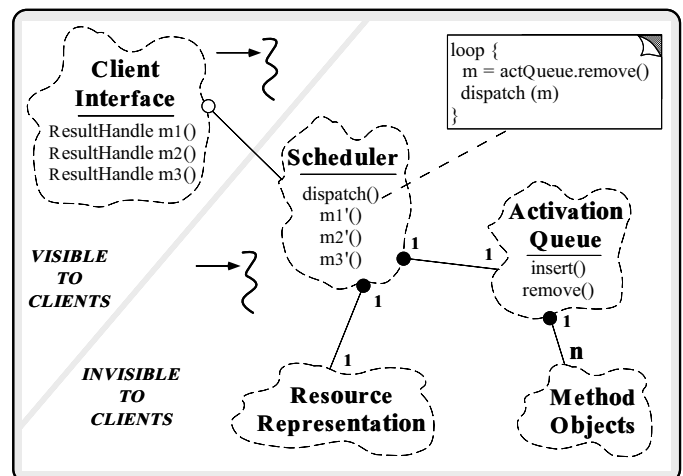 Client
Interface
ResultHandle m1()
ResultHandle m2()
ResultHandle m3()
loop {
m = actQueue.remove()
dispatch (m)
}
Scheduler
dispatch()
m1'()
m2'()
m3'()
Activation
Queue
insert()
remove()
VISIBLE
TO
CLIENTS
INVISIBLE
TO
CLIENTS
1
1
1
1
1
n
Resource
Representation
Method
Objects